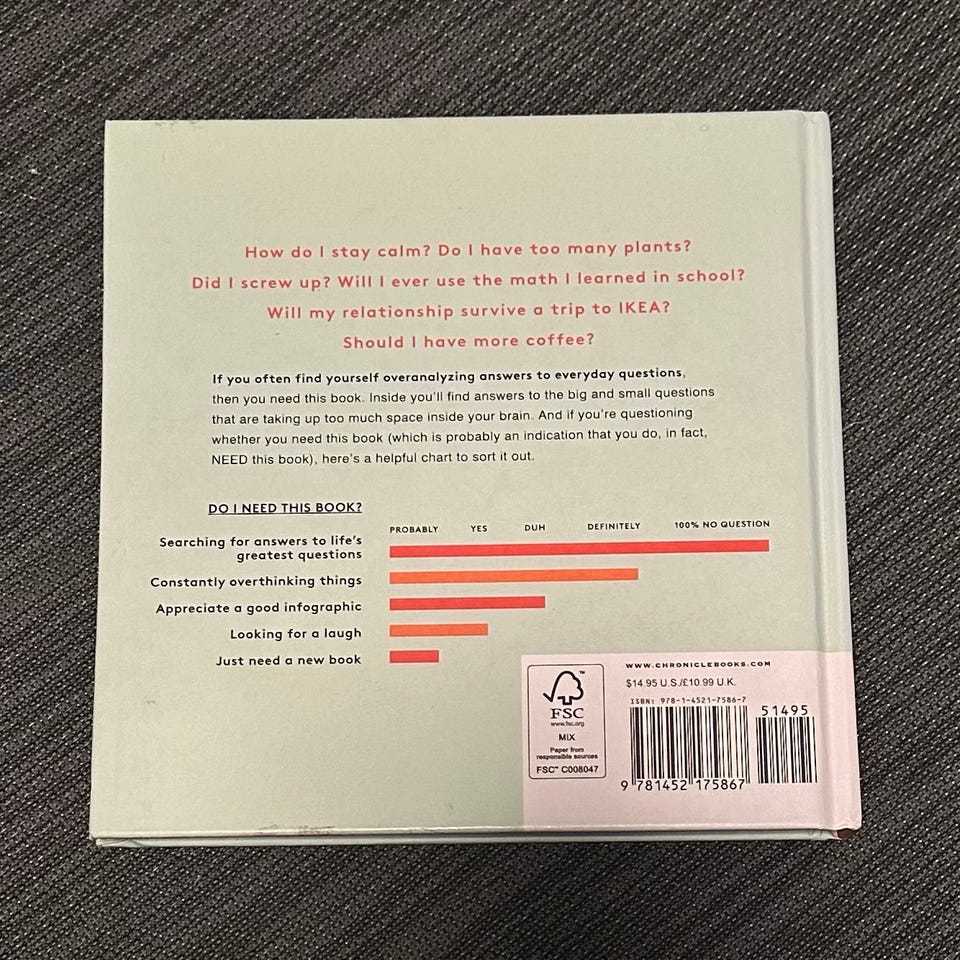 How do I stay calm? Do I have too many plants?
Did I screw up? Will I ever use the math I learned in school?
Will my relationship survive a trip to IKEA?
Should I have more coffee?
If you often find yourself overanalyzing answers to everyday questions,
then you need this book. Inside you'll find answers to the big and small questions
that are taking up too much space inside your brain. And if you're questioning
whether you need this book (which is probably an indication that you do, in fact,
NEED this book), here's a helpful chart to sort it out.
DO I NEED THIS BOOK?
PROBABLY YES DUH DEFINITELY 100% NO QUESTION
Searching for answers to life's
greatest questions
Constantly overthinking things
Appreciate a good infographic
Looking for a laugh
Just need a new book
FSC™
www.fsc.org
MIX
Paper from
responsible sources
FSC™ C008047
WWW.CHRONICLEBOOKS.COM
$14.95 U.S./£10.99 U.K.
ISBN: 978-1-4521-7586-7
51495
9 781452 175867